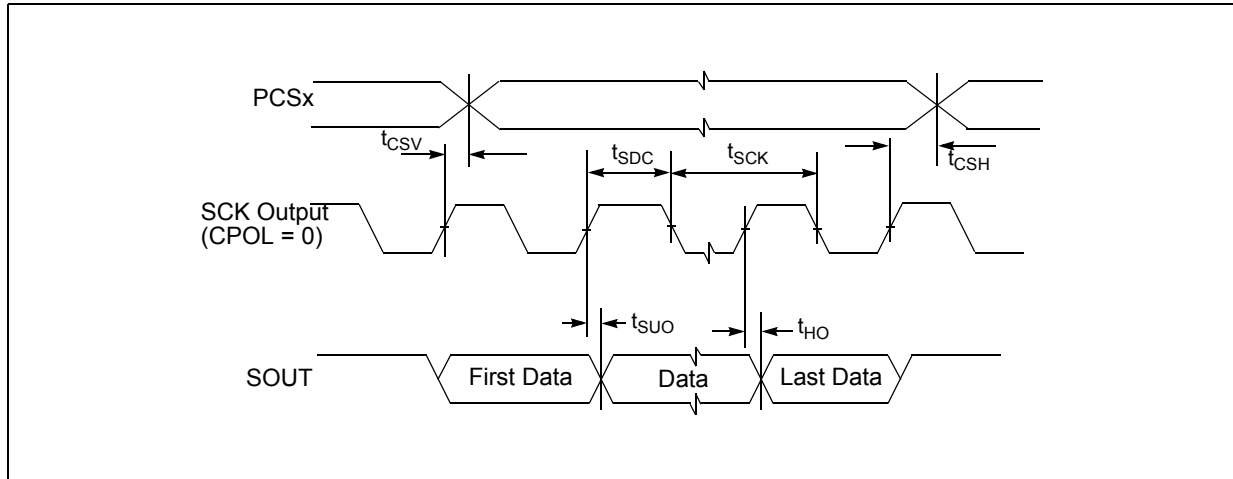 PCSx
tCSV
tSDC
tSCK
tCSH
SCK Output
(CPOL = 0)
tSUO
tHO
SOUT
First Data
Data
Last Data